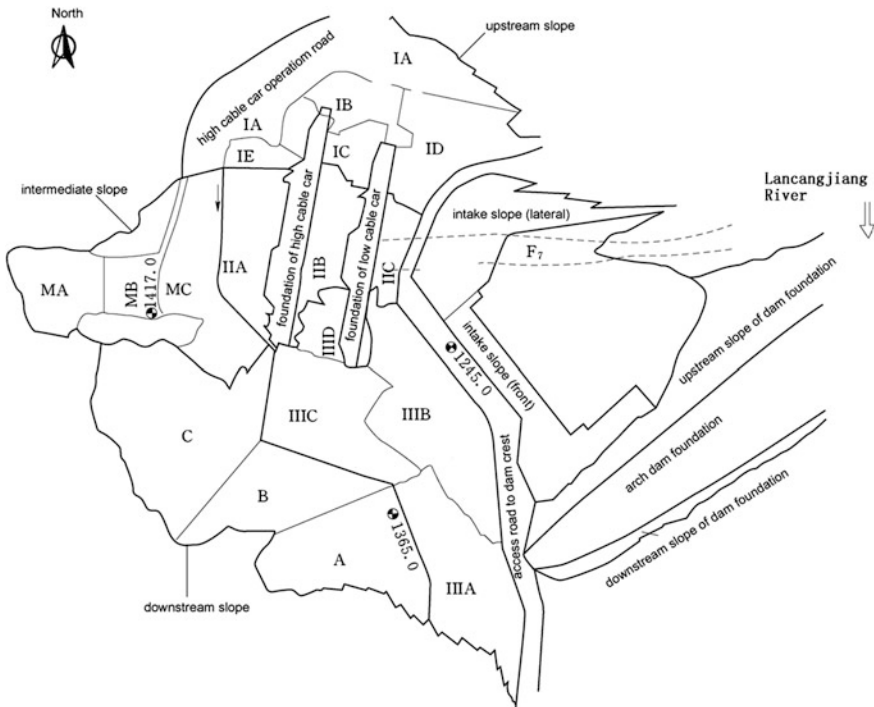 North
upstream slope
high cable car operatiom road
IA
IB
IA
IE
IC
ID
intermediate slope
Lancangjiang
River
intake slope (lateral)
F7
foundation of high cable car
foundation of low cable car
IIA
IIB
IIC
MA
MB
1417.0
MC
IIID
1245.0
intake slope (front)
upstream slope of dam foundation
C
IIIC
IIIB
arch dam foundation
B
1365.0
access road to dam crest
downstream slope of dam foundation
A
IIIA
downstream slope